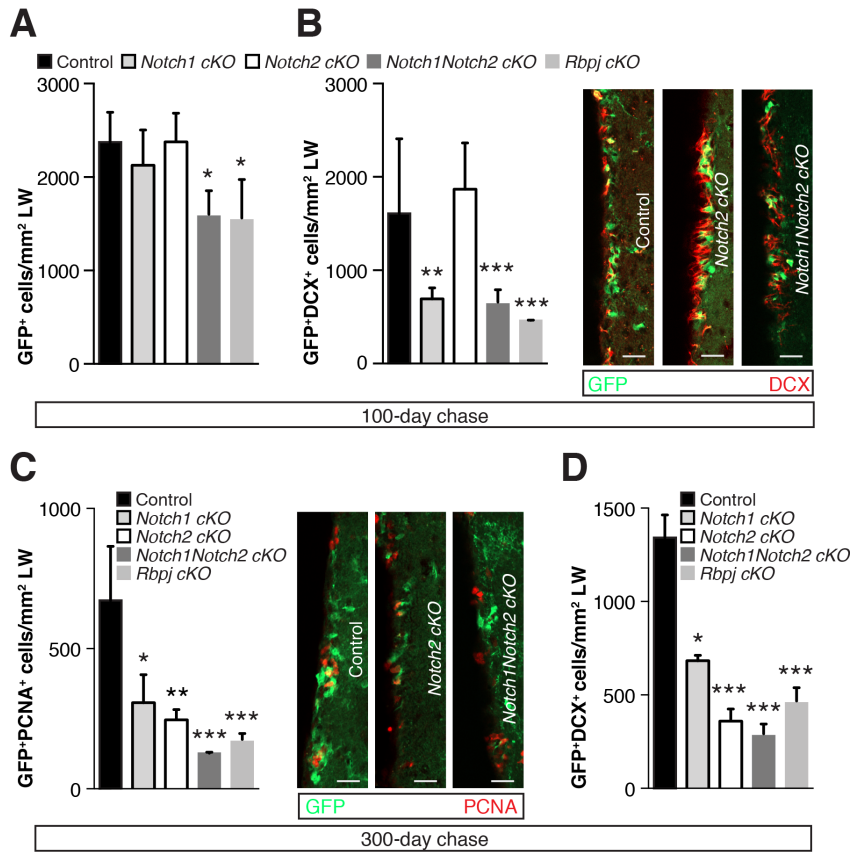 A
B
Control Notch1 cKO Notch2 cKO Notch1Notch2 cKO Rbpj cKO
GFP⁺ cells/mm² LW
3000
2000
1000
0
*
*
GFP⁺DCX⁺ cells/mm² LW
3000
2000
1000
0
**
***
***
Control
Notch2 cKO
Notch1Notch2 cKO
GFP DCX
100-day chase
C
D
GFP⁺PCNA⁺ cells/mm² LW
1000
500
0
Control
Notch1 cKO
Notch2 cKO
Notch1Notch2 cKO
Rbpj cKO
*
**
***
***
Control
Notch2 cKO
Notch1Notch2 cKO
GFP PCNA
GFP⁺DCX⁺ cells/mm² LW
1500
1000
500
0
Control
Notch1 cKO
Notch2 cKO
Notch1Notch2 cKO
Rbpj cKO
*
***
***
***
300-day chase